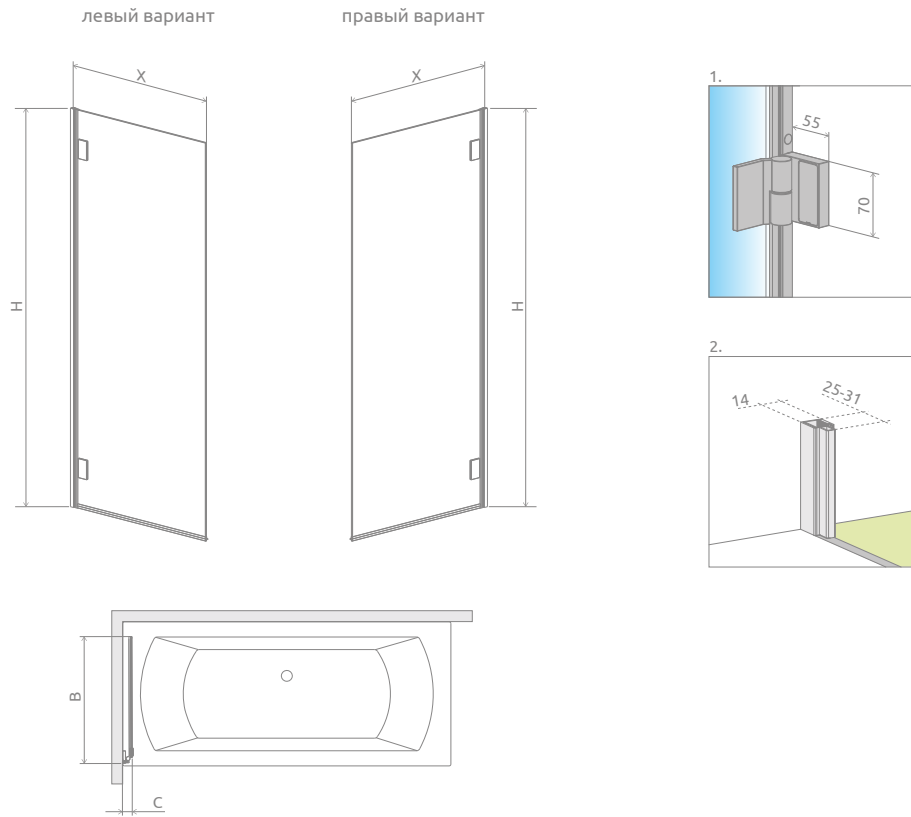 левый вариант
правый вариант
X
X
H
H
1.
55
70
2.
14
25-31
B
C